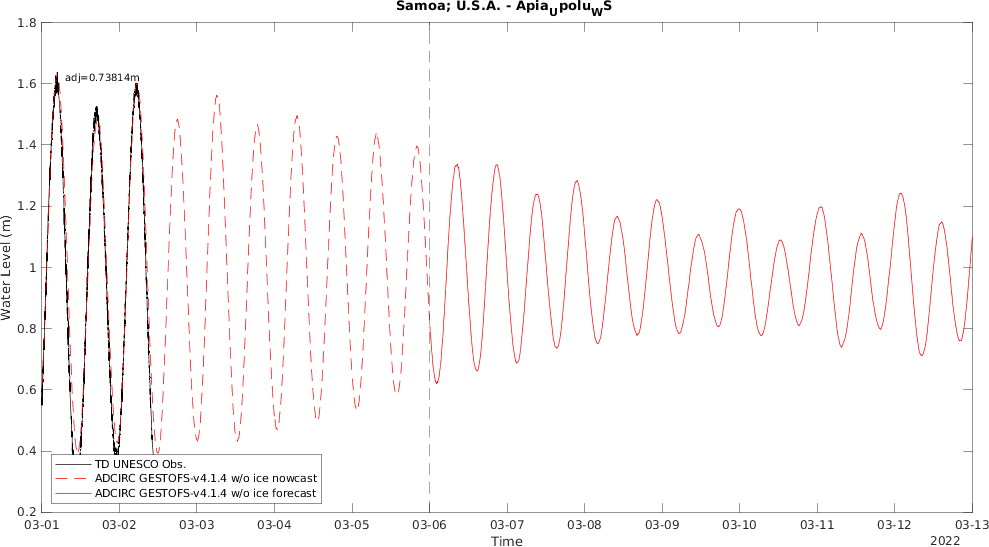 Samoa; U.S.A. - Apia_Upolu_WS
1.8
1.6
1.4
1.2
1
0.8
0.6
0.4
0.2
Water Level (m)
adj=0.73814m
TD UNESCO Obs.
ADCIRC GESTOFS-v4.1.4 w/o ice nowcast
ADCIRC GESTOFS-v4.1.4 w/o ice forecast
03-01 03-02 03-03 03-04 03-05 03-06 03-07 03-08 03-09 03-10 03-11 03-12 03-13
Time
2022